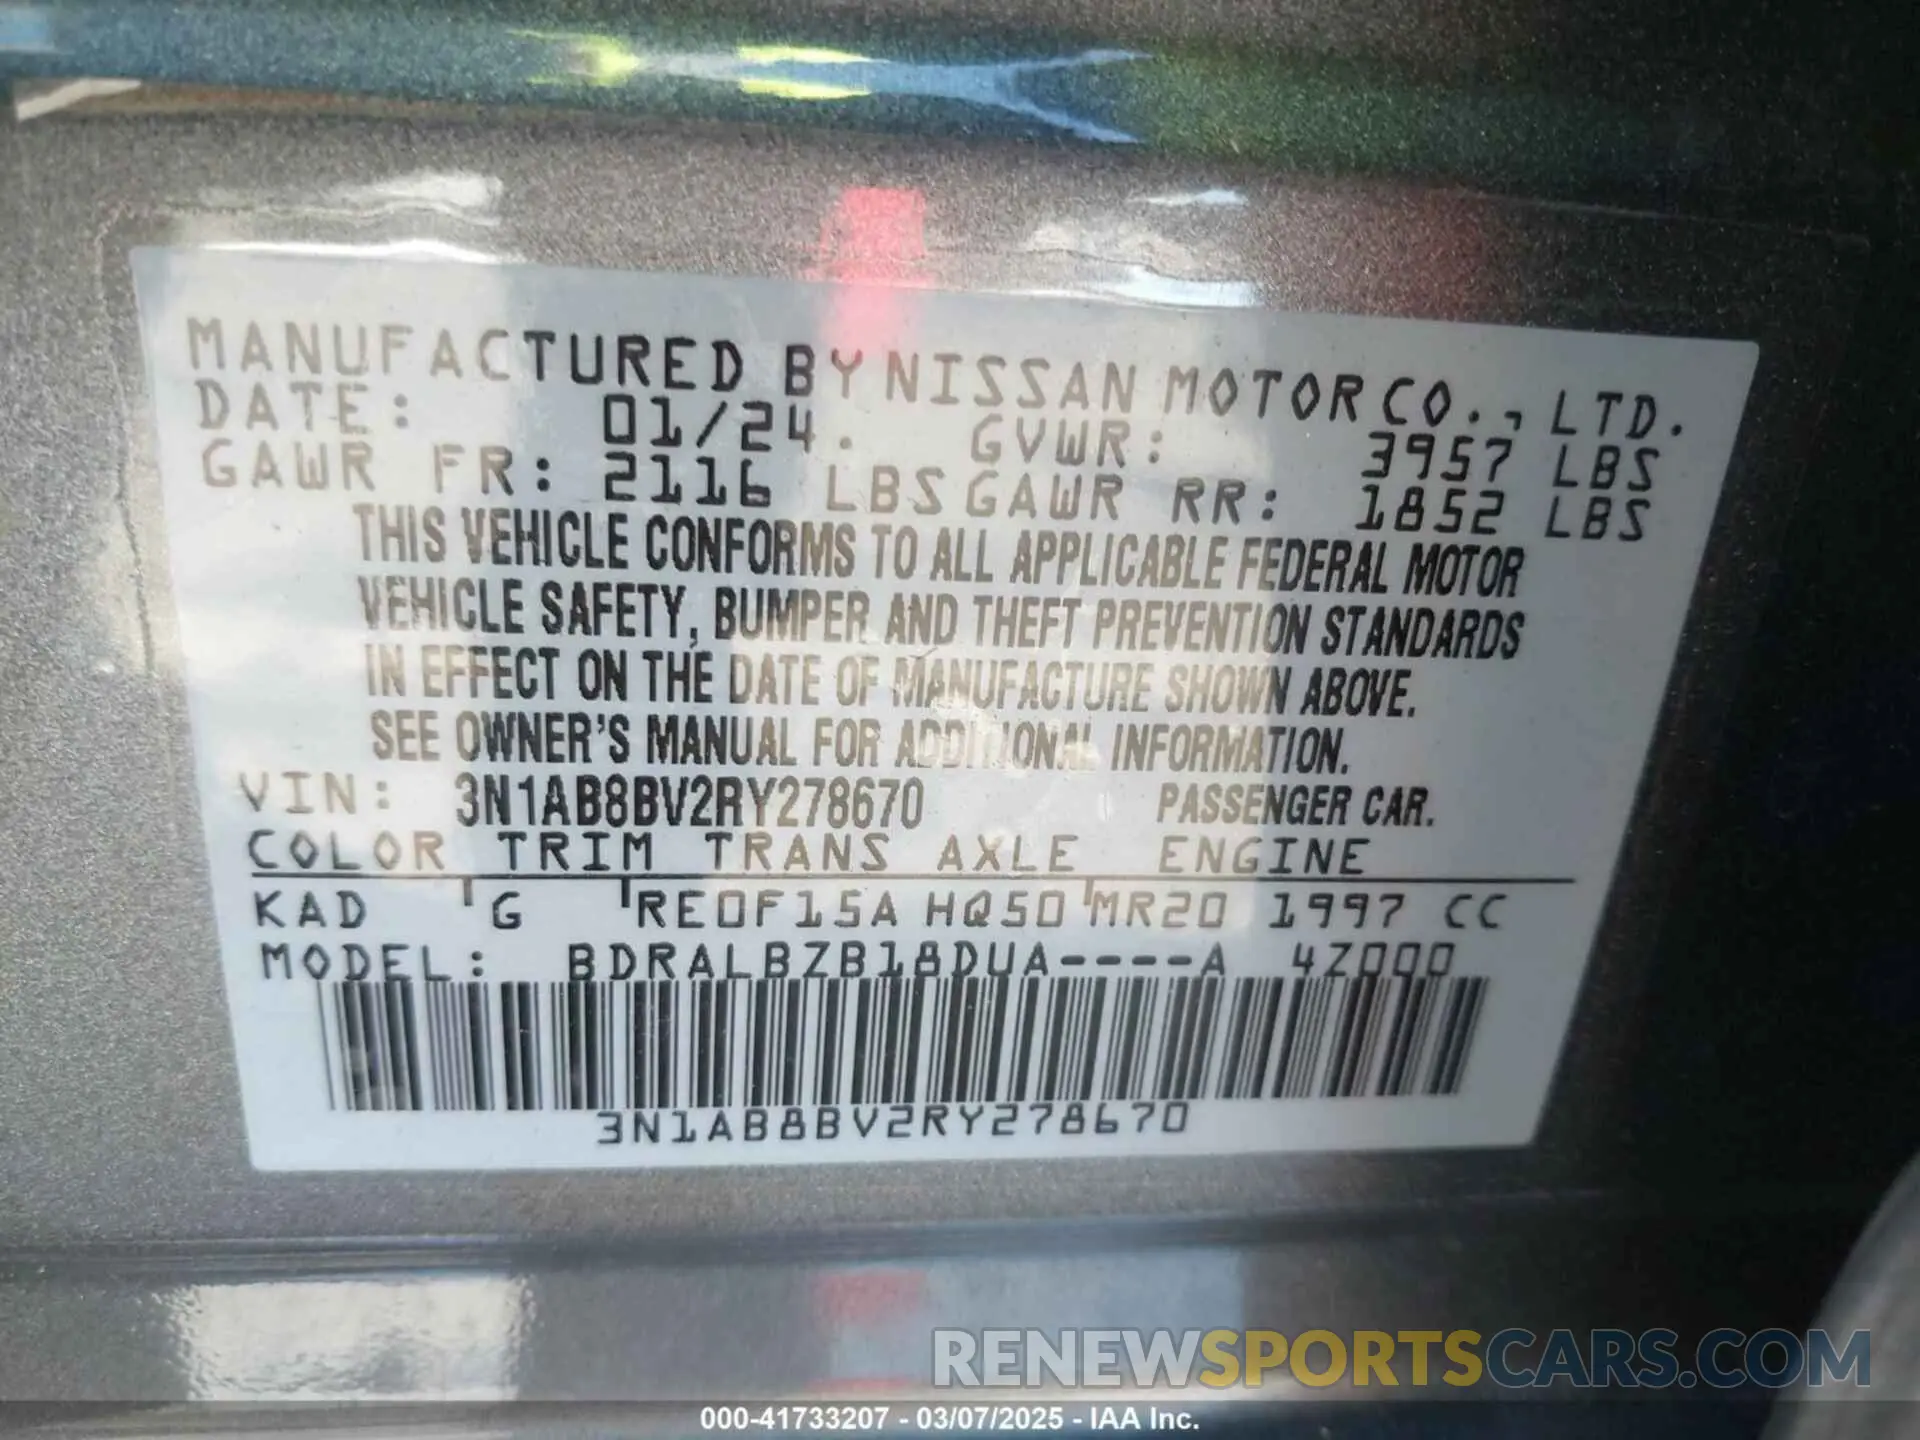 MANUFACTURED BY NISSAN MOTOR CO., LTD.
DATE: 01/24. GVWR: 3957 LBS
GAWR FR: 2116 LBS GAWR RR: 1852 LBS
THIS VEHICLE CONFORMS TO ALL APPLICABLE FEDERAL MOTOR
VEHICLE SAFETY, BUMPER AND THEFT PREVENTION STANDARDS
IN EFFECT ON THE DATE OF MANUFACTURE SHOWN ABOVE.
SEE OWNER'S MANUAL FOR ADDITIONAL INFORMATION.
VIN: 3N1AB8BV2RY278670 PASSENGER CAR.
COLOR TRIM TRANS AXLE ENGINE
KAD G RE0F15A HQ50 MR20 1997 CC
MODEL: BDRALBZB18DUA----A 4Z000
3N1AB8BV2RY278670
RENEWSPORTSCARS.COM
000-41733207 - 03/07/2025 - IAA Inc.